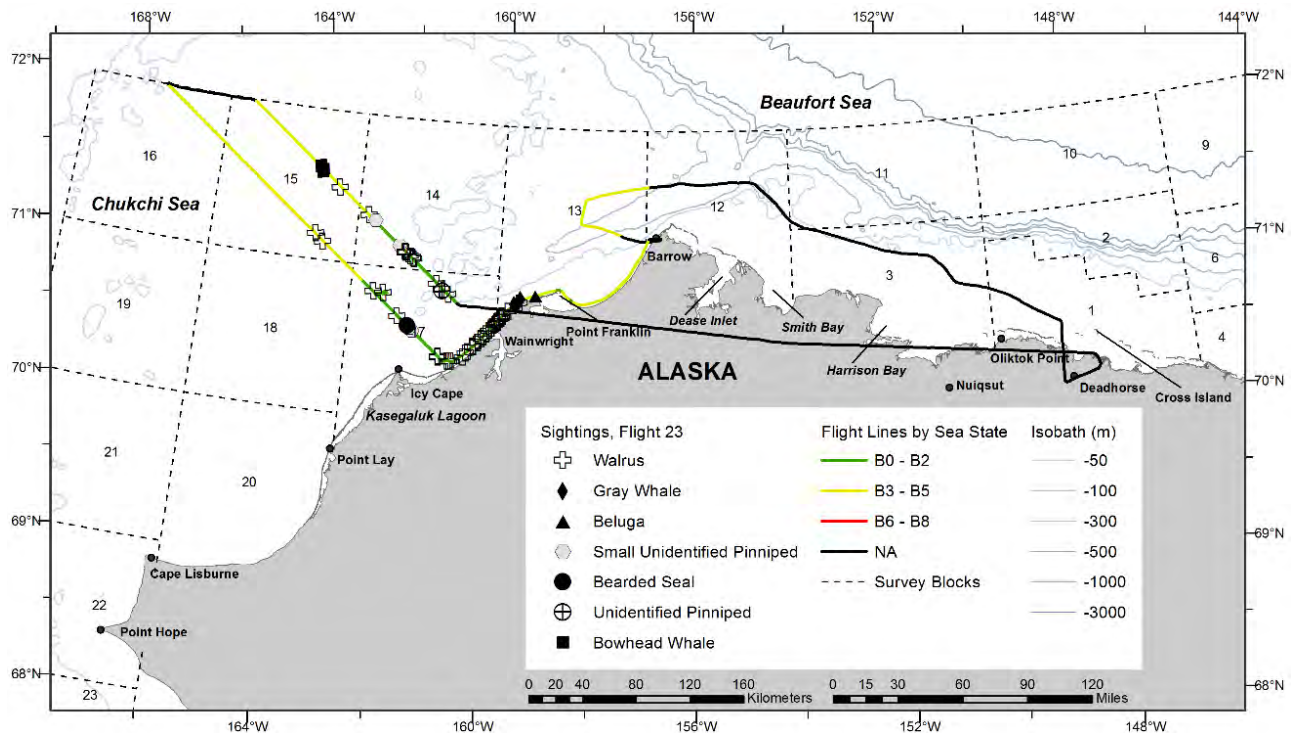 168°W 164°W 160°W 156°W 152°W 148°W 144°W
72°N 72°N
Beaufort Sea
16 15 14 13 12 11 10 9
Chukchi Sea
71°N 71°N
2 6
3
Barrow
19 18
1
4
Dease Inlet
Smith Bay
Point Franklin
Wainwright
Harrison Bay
Oliktok Point
70°N 70°N
ALASKA
Nuiqsut
Deadhorse
Cross Island
Icy Cape
Kasegaluk Lagoon
21
20
Point Lay
69°N 69°N
Cape Lisburne
22
Point Hope
68°N 68°N
23
Sightings, Flight 23
Walrus
Gray Whale
Beluga
Small Unidentified Pinniped
Bearded Seal
Unidentified Pinniped
Bowhead Whale
Flight Lines by Sea State
B0 - B2
B3 - B5
B6 - B8
NA
Survey Blocks
Isobath (m)
-50
-100
-300
-500
-1000
-3000
0 20 40 80 120 160
Kilometers
0 15 30 60 90 120
Miles
168°W 164°W 160°W 156°W 152°W 148°W